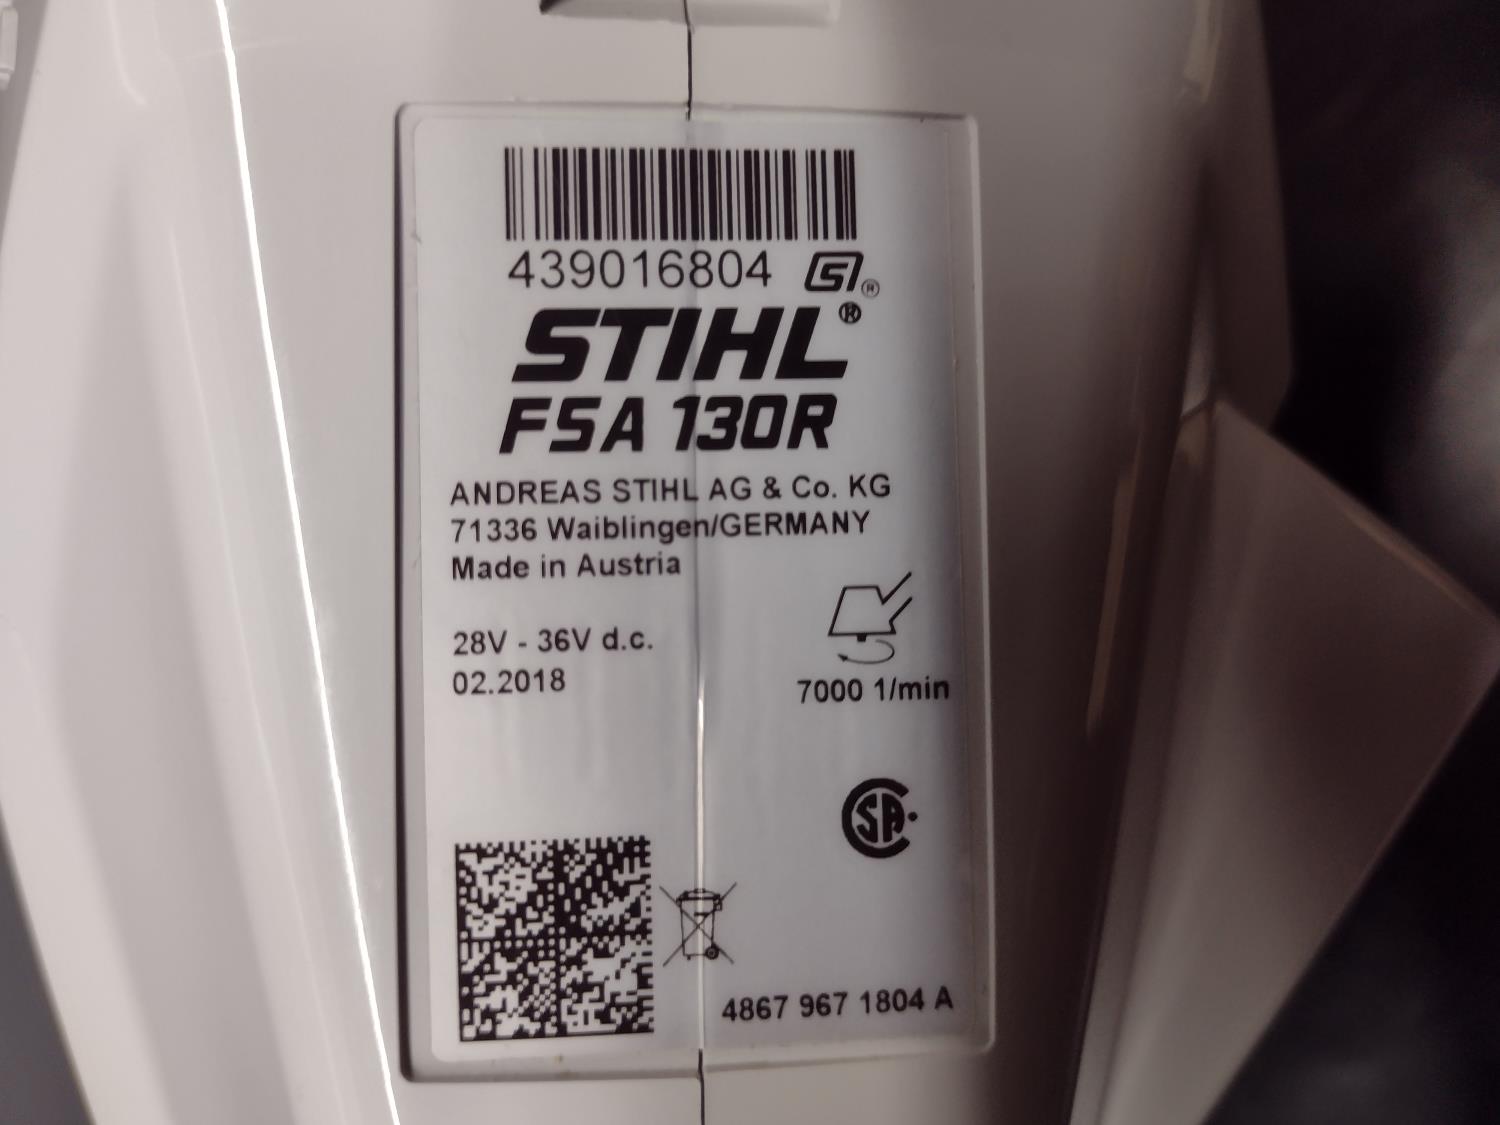 439016804 ®
STIHL®
FSA 130R
ANDREAS STIHL AG & Co. KG
71336 Waiblingen/GERMANY
Made in Austria
28V - 36V d.c.
02.2018
7000 1/min
CSA
4867 967 1804 A